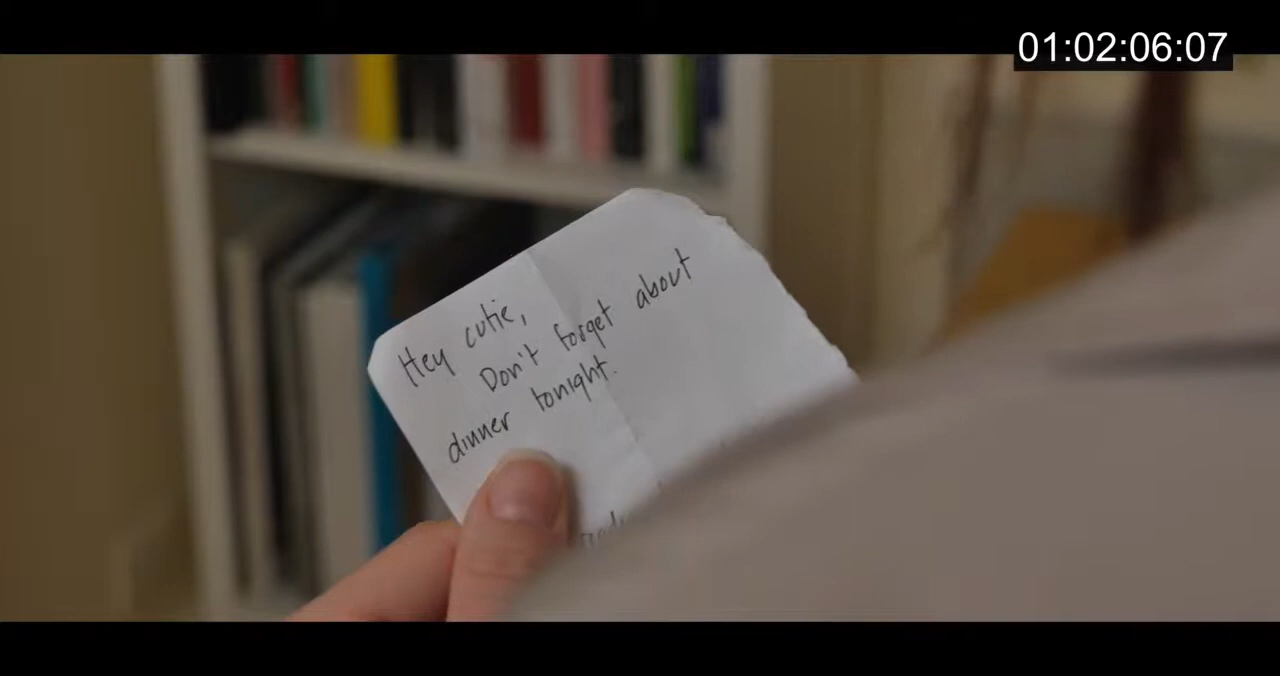 01:02:06:07
Hey cutie,
Don't forget about
dinner tonight.